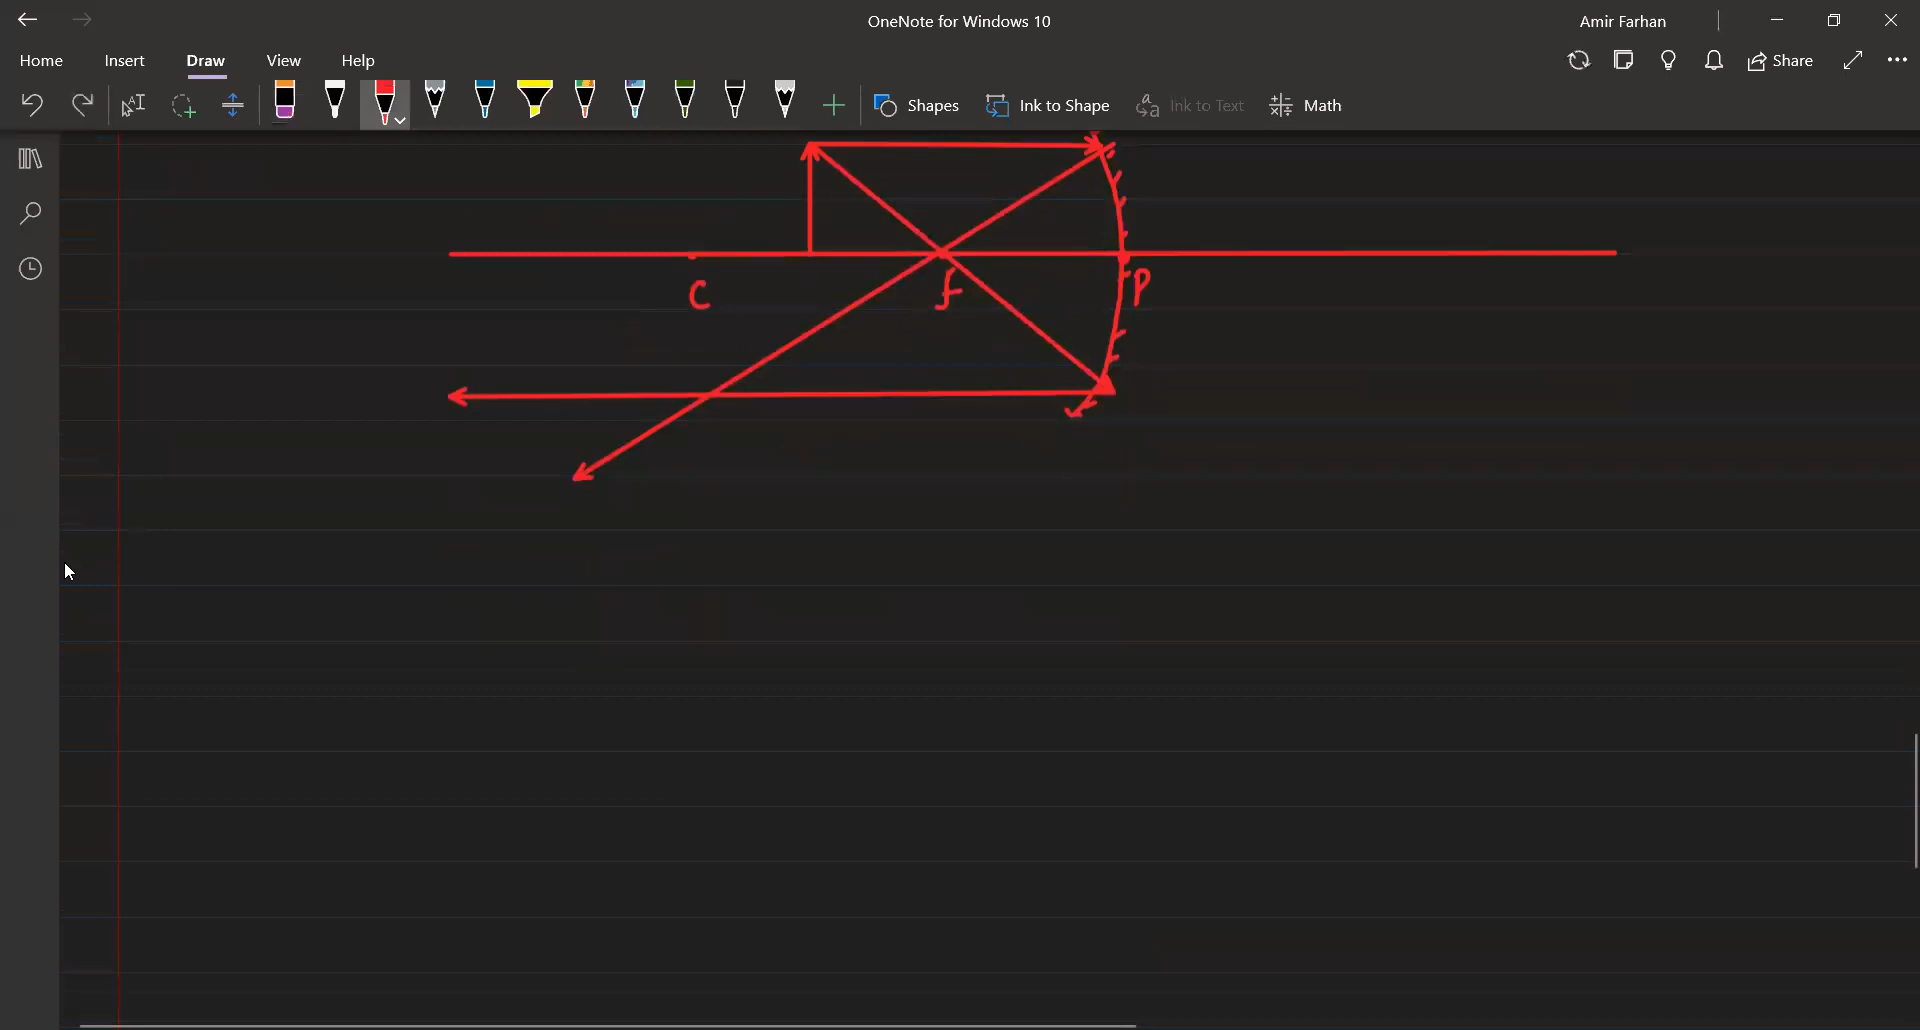 OneNote for Windows 10
Amir Farhan
Home Insert Draw View Help
Share
Shapes Ink to Shape Ink to Text Math
C f P